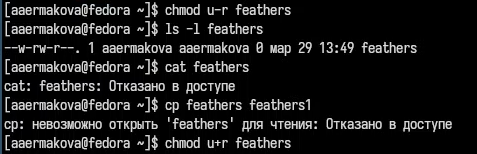 [aaermakova@fedora ~]$ chmod u-r feathers
[aaermakova@fedora ~]$ ls -l feathers
--w-rw-r--. 1 aaermakova aaermakova 0 мар 29 13:49 feathers
[aaermakova@fedora ~]$ cat feathers
cat: feathers: Отказано в доступе
[aaermakova@fedora ~]$ cp feathers feathers1
cp: невозможно открыть 'feathers' для чтения: Отказано в доступе
[aaermakova@fedora ~]$ chmod u+r feathers